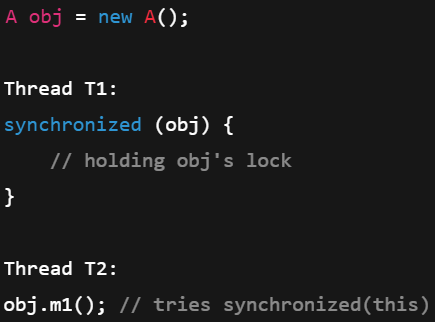 A obj = new A();
Thread T1:
synchronized (obj) {
    // holding obj's lock
}
Thread T2:
obj.m1(); // tries synchronized(this)